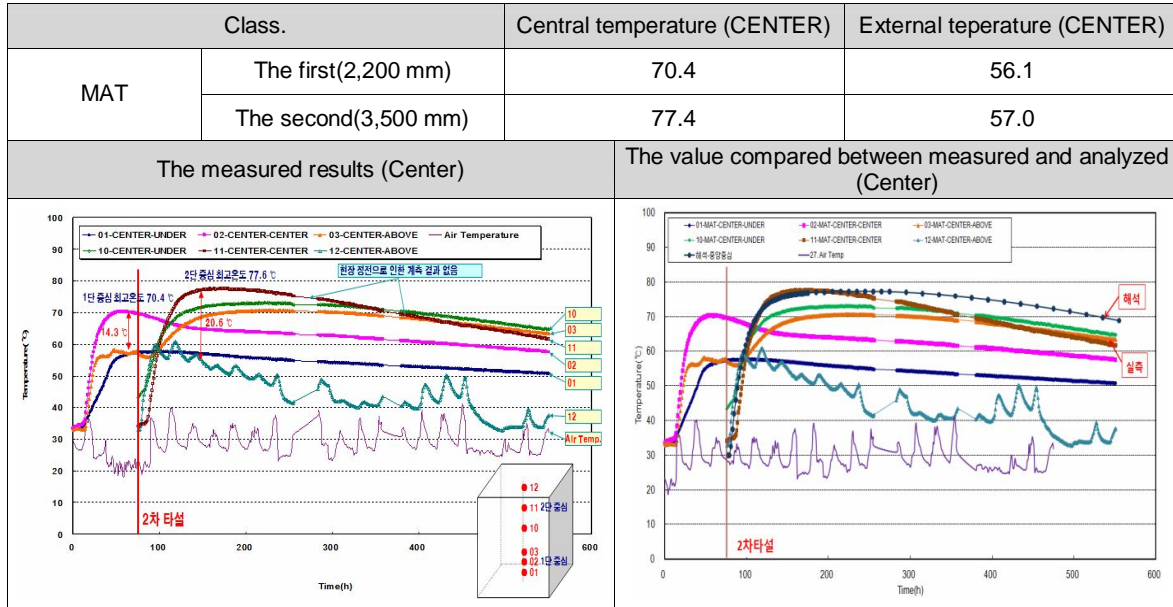 Class.
Central temperature (CENTER)
External teperature (CENTER)
MAT
The first(2,200 mm)
70.4
56.1
The second(3,500 mm)
77.4
57.0
The measured results (Center)
The value compared between measured and analyzed
(Center)
01-CENTER-UNDER
02-CENTER-CENTER
03-CENTER-ABOVE
Air Temperature
10-CENTER-UNDER
11-CENTER-CENTER
12-CENTER-ABOVE
2단 중심 최고온도 77.6 ℃
현장 정전으로 인한 계측 결과 없음
1단 중심 최고온도 70.4 ℃
14.3 ℃
20.6 ℃
10
03
11
02
01
12
Air Temp.
2차 타설
12
11 2단 중심
10
03
02 1단 중심
01
Temperature(℃)
100
90
80
70
60
50
40
30
20
10
0
0
100
200
300
400
500
600
Time(h)
01-MAT-CENTER-UNDER
02-MAT-CENTER-CENTER
03-MAT-CENTER-ABOVE
10-MAT-CENTER-UNDER
11-MAT-CENTER-CENTER
12-MAT-CENTER-ABOVE
해석-중앙중심
27.Air Temp
해석
실측
2차타설
Temperature(℃)
100
90
80
70
60
50
40
30
20
10
0
0
100
200
300
400
500
600
Time(h)